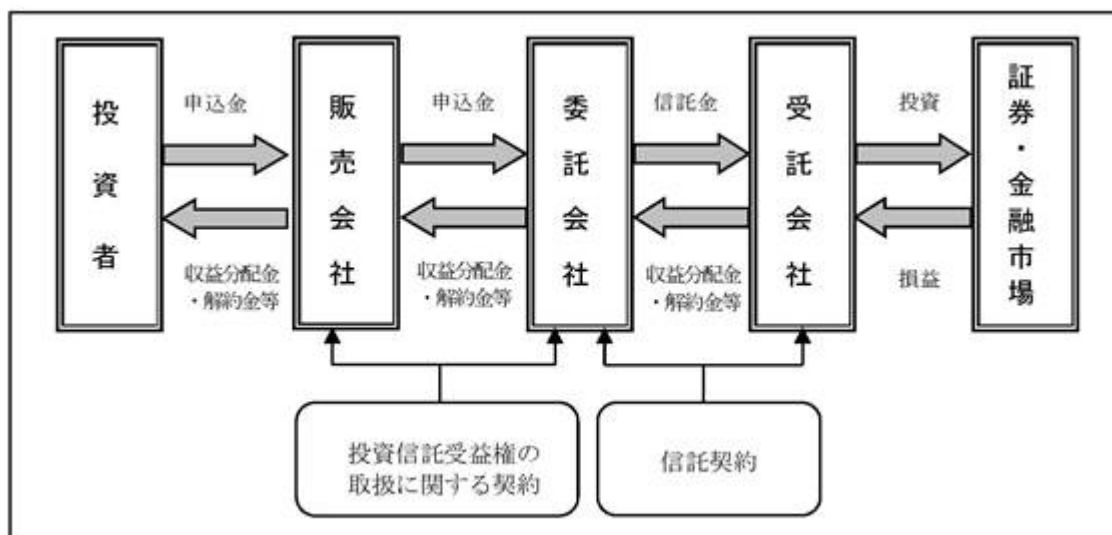 投資者
申込金
収益分配金
・解約金等
販売会社
申込金
収益分配金
・解約金等
委託会社
信託金
収益分配金
・解約金等
受託会社
投資
損益
証券・金融市場
投資信託受益権の
取扱に関する契約
信託契約